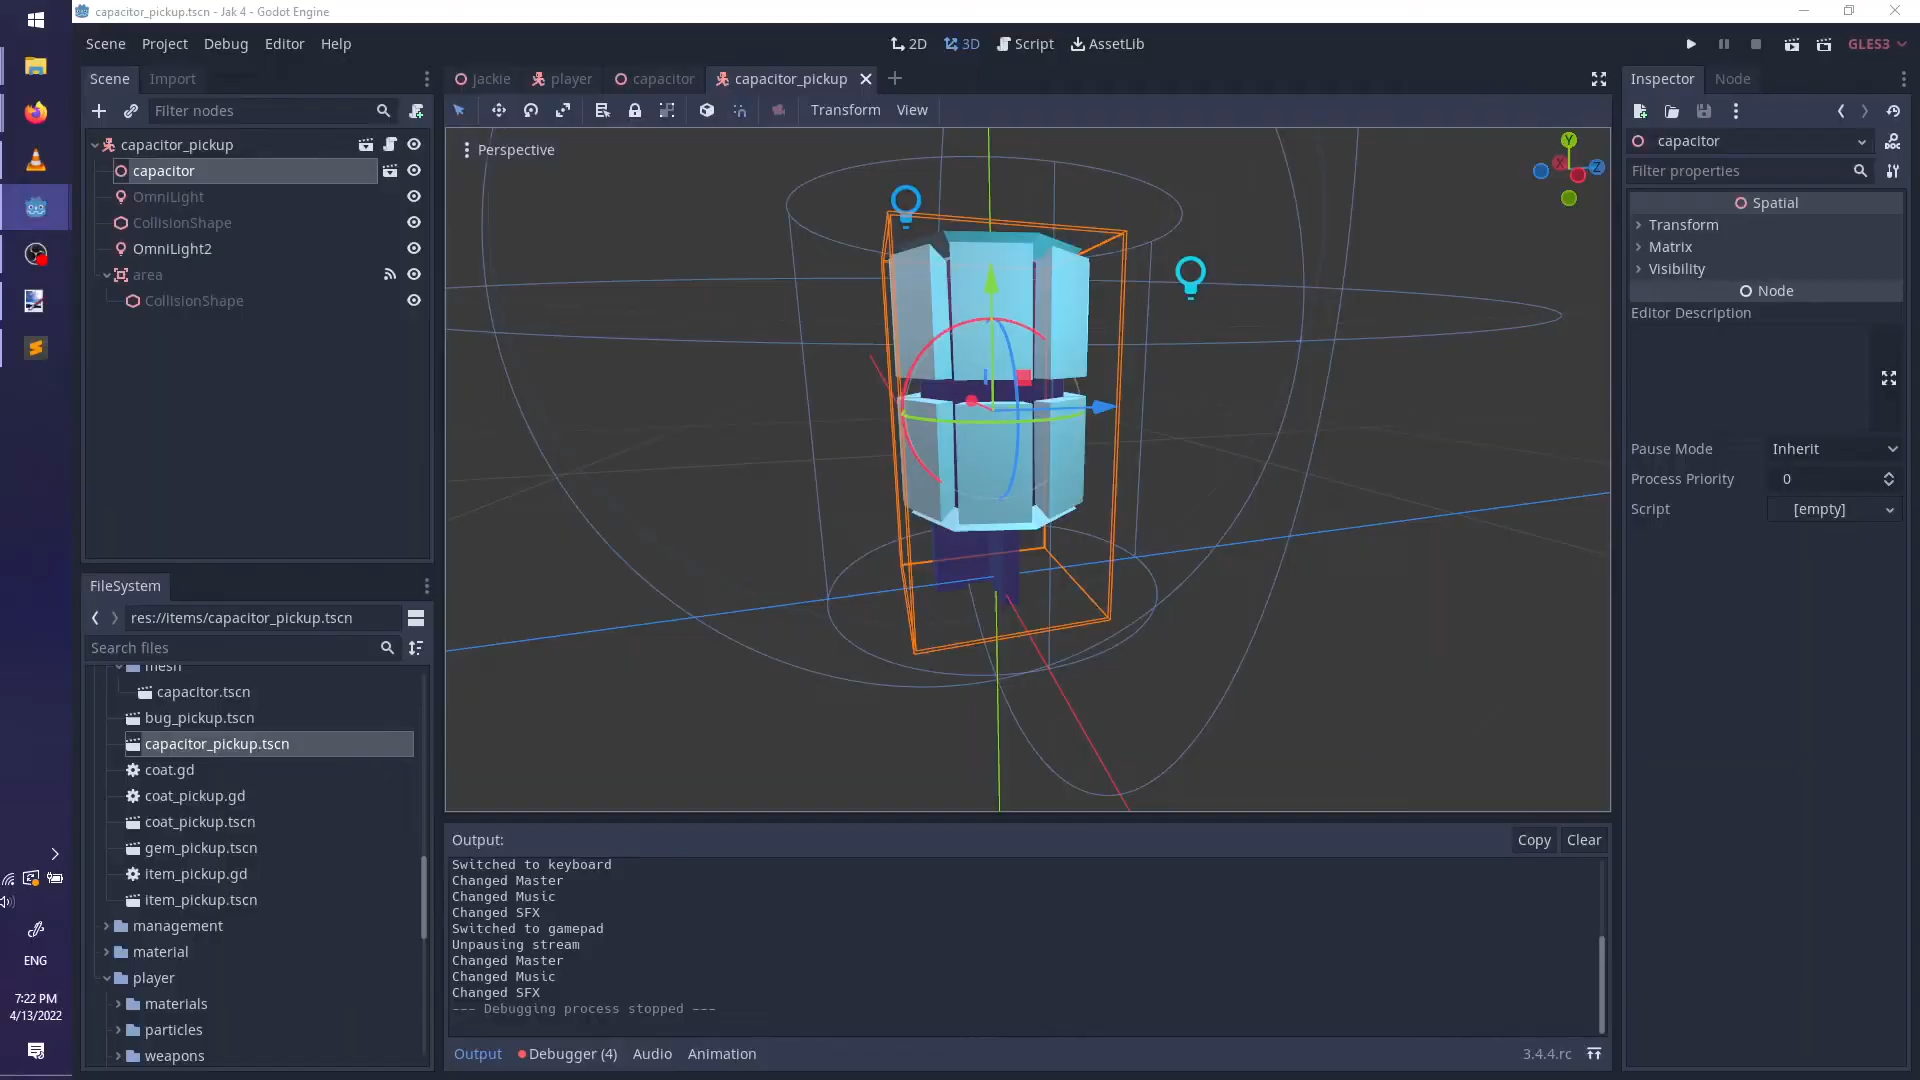 capacitor_pickup.tscn - Jak 4 - Godot Engine
Scene Project Debug Editor Help
2D 3D Script AssetLib
GLES3
Scene Import
Filter nodes
capacitor_pickup
capacitor
OmniLight
CollisionShape
OmniLight2
area
CollisionShape
FileSystem
res://items/capacitor_pickup.tscn
Search files
mesh
capacitor.tscn
bug_pickup.tscn
capacitor_pickup.tscn
coat.gd
coat_pickup.gd
coat_pickup.tscn
gem_pickup.tscn
item_pickup.gd
item_pickup.tscn
management
material
player
materials
particles
weapons
jackie player capacitor capacitor_pickup
Transform View
Perspective
Y
X
Z
Output:
Copy Clear
Switched to keyboard
Changed Master
Changed Music
Changed SFX
Switched to gamepad
Unpausing stream
Changed Master
Changed Music
Changed SFX
--- Debugging process stopped ---
Output Debugger (4) Audio Animation
3.4.4.rc
Inspector Node
capacitor
Filter properties
Spatial
Transform
Matrix
Visibility
Node
Editor Description
Pause Mode Inherit
Process Priority 0
Script [empty]
ENG
7:22 PM
4/13/2022